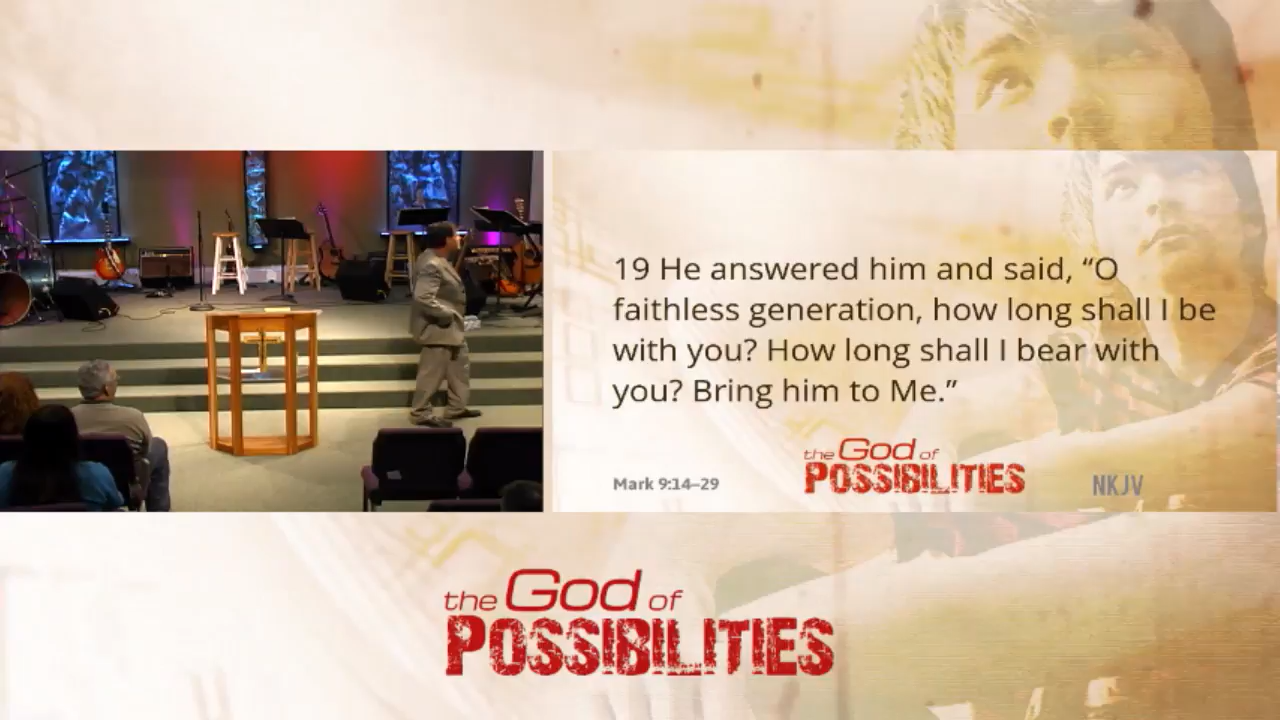 19 He answered him and said, “O
faithless generation, how long shall I be
with you? How long shall I bear with
you? Bring him to Me.”
the God of
POSSIBILITIES
Mark 9:14–29
NKJV
the God of
POSSIBILITIES